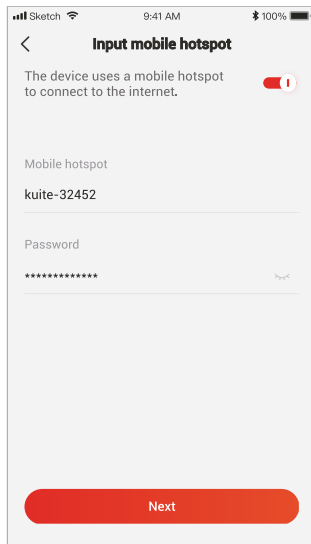 Sketch 9:41 AM 100%
Input mobile hotspot
The device uses a mobile hotspot
to connect to the internet.
Mobile hotspot
kuite-32452
Password
*************
Next